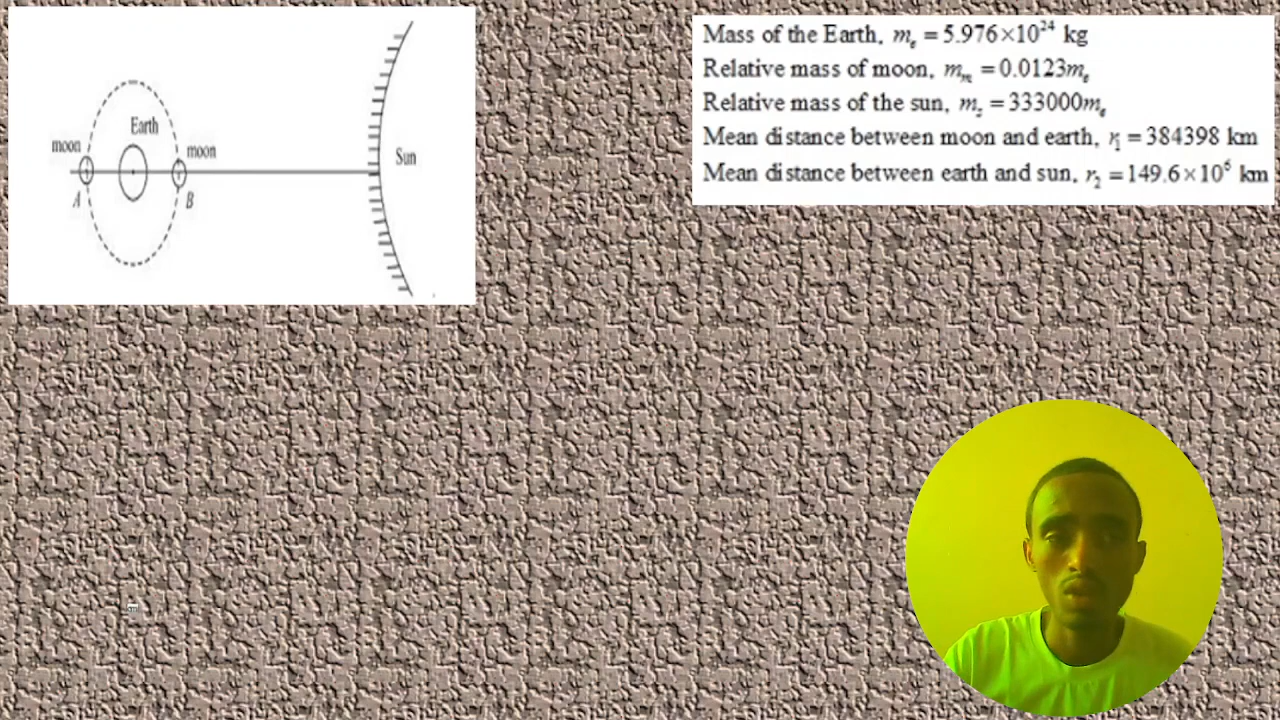 Earth
moon
moon
Sun
A
B
Mass of the Earth, mₑ = 5.976×10²⁴ kg
Relative mass of moon, mₘ = 0.0123mₑ
Relative mass of the sun, mₛ = 333000mₑ
Mean distance between moon and earth, r₁ = 384398 km
Mean distance between earth and sun, r₂ = 149.6×10⁶ km